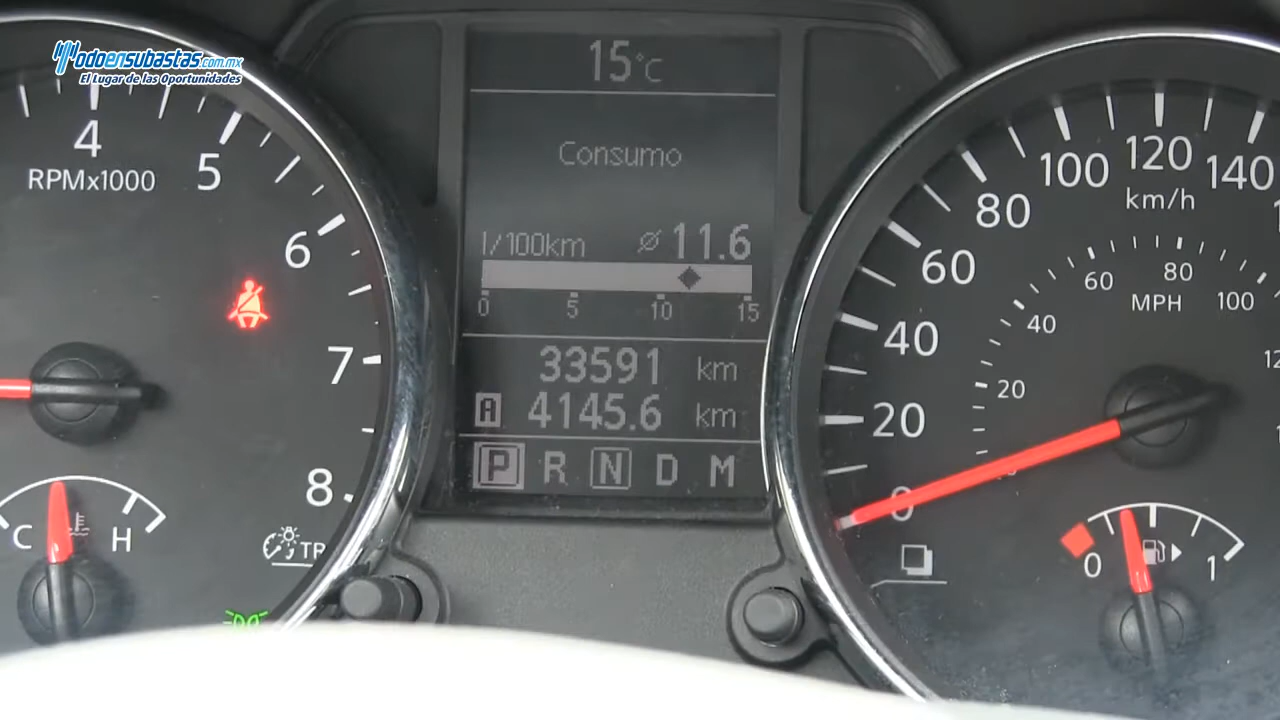 Todoensubastas.com.mx
El Lugar de las Oportunidades
15°C
Consumo
l/100km ⌀ 11.6
0 5 10 15
33591 km
A 4145.6 km
P R N D M
4 5 6 7 8
RPMx1000
C H
0 20 40 60 80 100 120 140
km/h
20 40 60 80 100
MPH
0 1